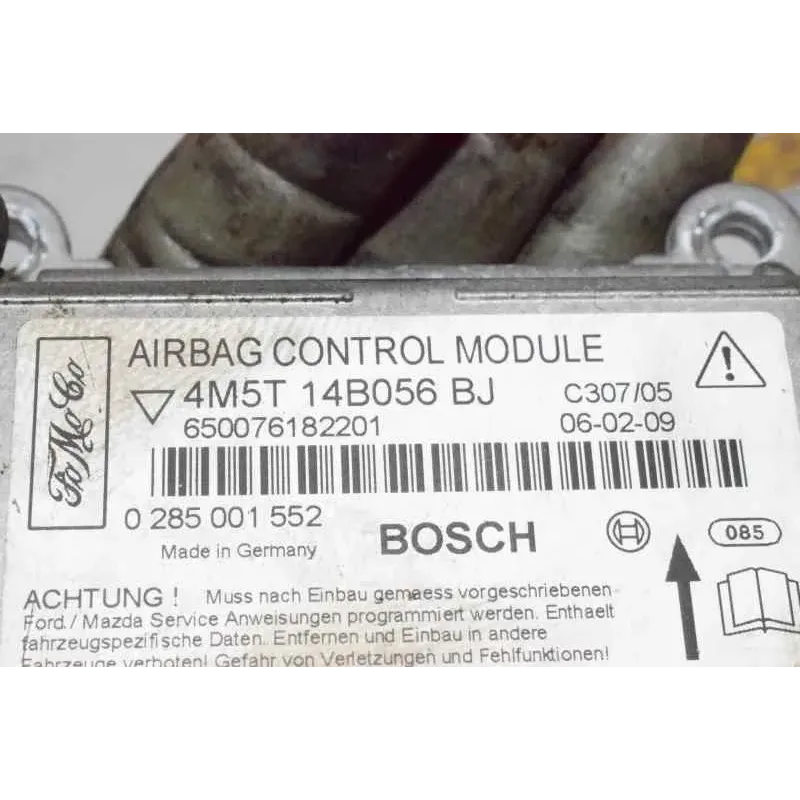 FoMoCo
AIRBAG CONTROL MODULE
4M5T 14B056 BJ C307/05
650076182201 06-02-09
0 285 001 552 BOSCH 085
Made in Germany
ACHTUNG ! Muss nach Einbau gemaess vorgeschriebenen
Ford./ Mazda Service Anweisungen programmiert werden. Enthaelt
fahrzeugspezifische Daten. Entfernen und Einbau in andere
Fahrzeuge verboten! Gefahr von Verletzungen und Fehlfunktionen!